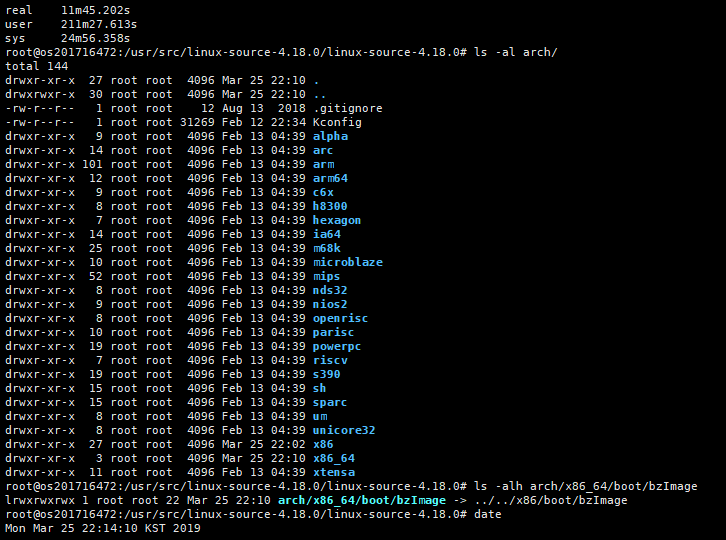 real    11m45.202s
user    211m27.613s
sys     24m56.358s
root@os201716472:/usr/src/linux-source-4.18.0/linux-source-4.18.0# ls -al arch/
total 144
drwxr-xr-x  27 root root  4096 Mar 25 22:10 .
drwxrwxr-x  30 root root  4096 Mar 25 22:10 ..
-rw-r--r--   1 root root    12 Aug 13  2018 .gitignore
-rw-r--r--   1 root root 31269 Feb 12 22:34 Kconfig
drwxr-xr-x   9 root root  4096 Feb 13 04:39 alpha
drwxr-xr-x  14 root root  4096 Feb 13 04:39 arc
drwxr-xr-x 101 root root  4096 Feb 13 04:39 arm
drwxr-xr-x  12 root root  4096 Feb 13 04:39 arm64
drwxr-xr-x   9 root root  4096 Feb 13 04:39 c6x
drwxr-xr-x   8 root root  4096 Feb 13 04:39 h8300
drwxr-xr-x   7 root root  4096 Feb 13 04:39 hexagon
drwxr-xr-x  14 root root  4096 Feb 13 04:39 ia64
drwxr-xr-x  25 root root  4096 Feb 13 04:39 m68k
drwxr-xr-x  10 root root  4096 Feb 13 04:39 microblaze
drwxr-xr-x  52 root root  4096 Feb 13 04:39 mips
drwxr-xr-x   8 root root  4096 Feb 13 04:39 nds32
drwxr-xr-x   9 root root  4096 Feb 13 04:39 nios2
drwxr-xr-x   8 root root  4096 Feb 13 04:39 openrisc
drwxr-xr-x  10 root root  4096 Feb 13 04:39 parisc
drwxr-xr-x  19 root root  4096 Feb 13 04:39 powerpc
drwxr-xr-x   7 root root  4096 Feb 13 04:39 riscv
drwxr-xr-x  19 root root  4096 Feb 13 04:39 s390
drwxr-xr-x  15 root root  4096 Feb 13 04:39 sh
drwxr-xr-x  15 root root  4096 Feb 13 04:39 sparc
drwxr-xr-x   8 root root  4096 Feb 13 04:39 um
drwxr-xr-x   8 root root  4096 Feb 13 04:39 unicore32
drwxr-xr-x  27 root root  4096 Mar 25 22:02 x86
drwxr-xr-x   3 root root  4096 Mar 25 22:10 x86_64
drwxr-xr-x  11 root root  4096 Feb 13 04:39 xtensa
root@os201716472:/usr/src/linux-source-4.18.0/linux-source-4.18.0# ls -alh arch/x86_64/boot/bzImage
lrwxrwxrwx 1 root root 22 Mar 25 22:10 arch/x86_64/boot/bzImage -> ../../x86/boot/bzImage
root@os201716472:/usr/src/linux-source-4.18.0/linux-source-4.18.0# date
Mon Mar 25 22:14:10 KST 2019